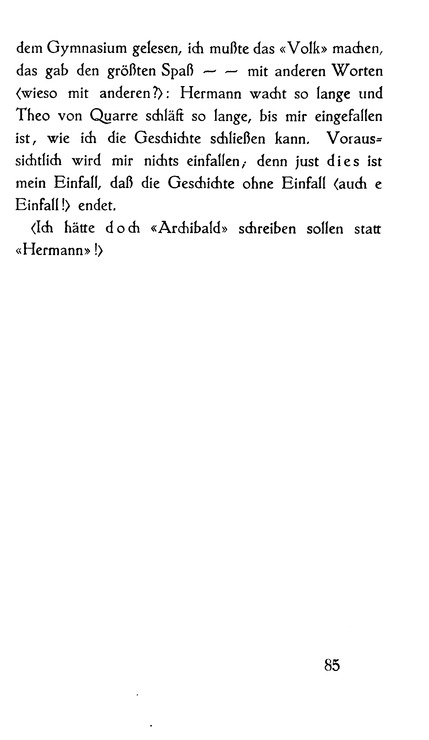 dem Gymnasium gelesen, ich mußte das «Volk» machen,
das gab den größten Spaß — — mit anderen Worten
(wieso mit anderen?): Hermann wacht so lange und
Theo von Quarre schläft so lange, bis mir eingefallen
ist, wie ich die Geschichte schließen kann. Voraus-
sichtlich wird mir nichts einfallen; denn just dies ist
mein Einfall, daß die Geschichte ohne Einfall (auch e
Einfall!) endet.
(Ich hätte doch «Archibald» schreiben sollen statt
«Hermann»!)
85